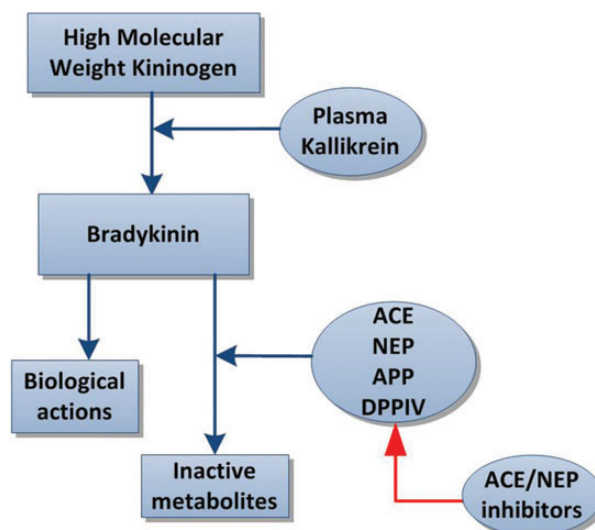 High Molecular
Weight Kininogen
Plasma
Kallikrein
Bradykinin
ACE
NEP
APP
DPPIV
Biological
actions
Inactive
metabolites
ACE/NEP
inhibitors